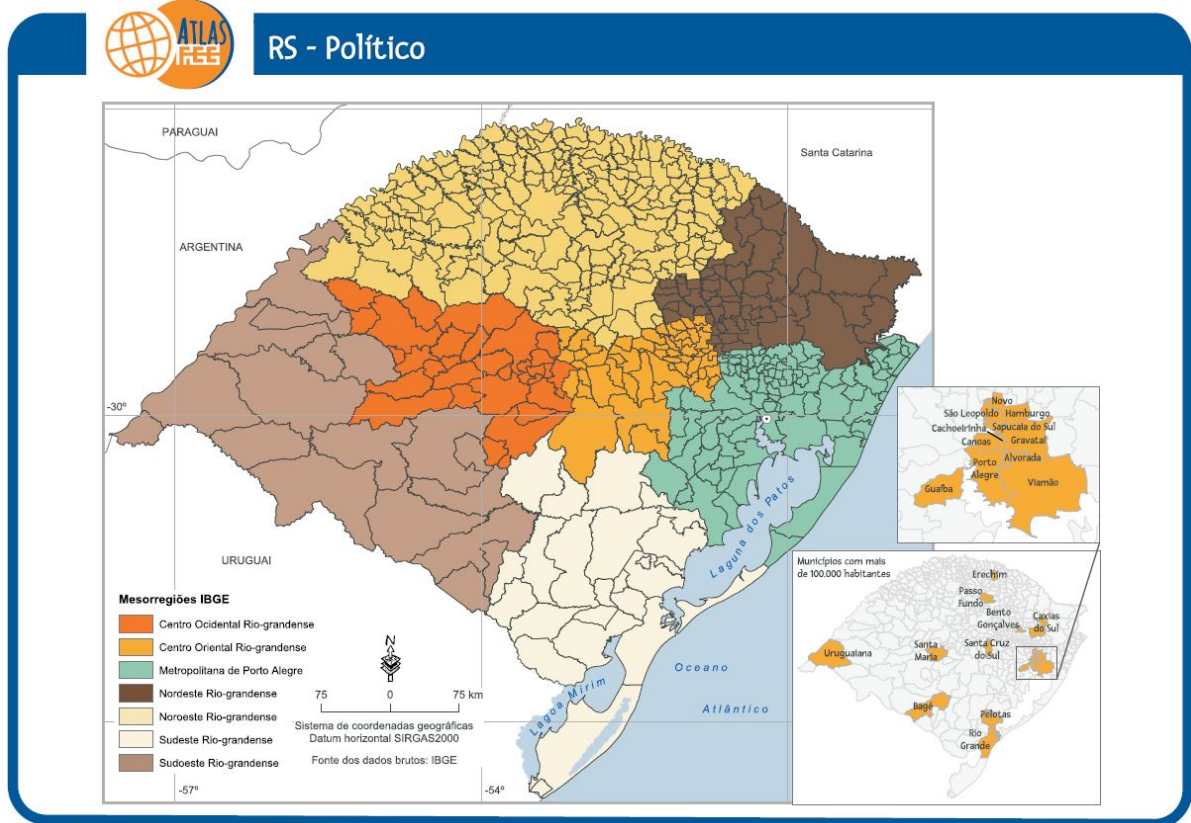 ATLAS
FEE
RS - Político
PARAGUAI
Santa Catarina
ARGENTINA
-30°
Laguna dos Patos
URUGUAI
Mesorregiões IBGE
Centro Ocidental Rio-grandense
Centro Oriental Rio-grandense
Metropolitana de Porto Alegre
Nordeste Rio-grandense
Noroeste Rio-grandense
Sudeste Rio-grandense
Sudoeste Rio-grandense
N
75 0 75 km
Sistema de coordenadas geográficas
Datum horizontal SIRGAS2000
Fonte dos dados brutos: IBGE
Lagoa Mirim
Oceano
Atlântico
-57º
-54º
Novo
São Leopoldo Hamburgo
Cachoeirinha Sapucaia do Sul
Canoas Gravataí
Porto Alvorada
Alegre
Guaíba
Viamão
Municípios com mais
de 100.000 habitantes
Erechim
Passo
Fundo
Bento
Gonçalves
Caxias
do Sul
Uruguaiana
Santa
Maria
Santa Cruz
do Sul
Bagé
Pelotas
Rio
Grande